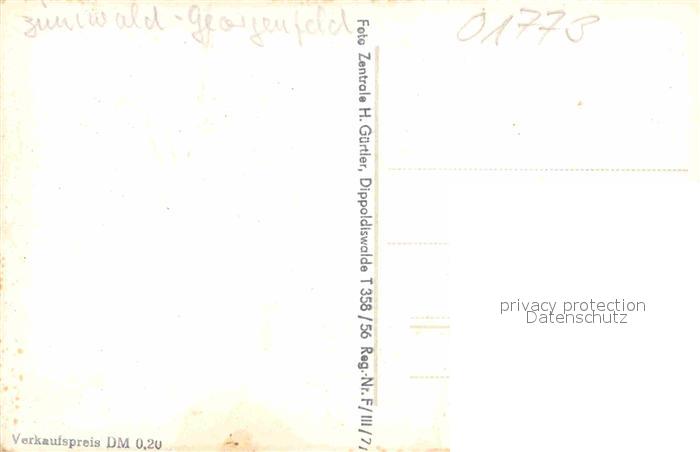 Zinnwald-Georgenfeld
01773
Foto Zentrale H. Gürtler, Dippoldiswalde T 358/56 Reg.-Nr. F/III/7/
privacy protection
Datenschutz
Verkaufspreis DM 0,20